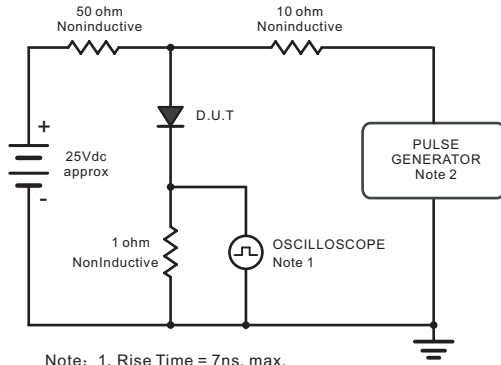 50 ohm
Noninductive
10 ohm
Noninductive
D.U.T
+
25Vdc
approx
-
PULSE
GENERATOR
Note 2
1 ohm
NonInductive
OSCILLOSCOPE
Note 1
Note: 1. Rise Time = 7ns, max.